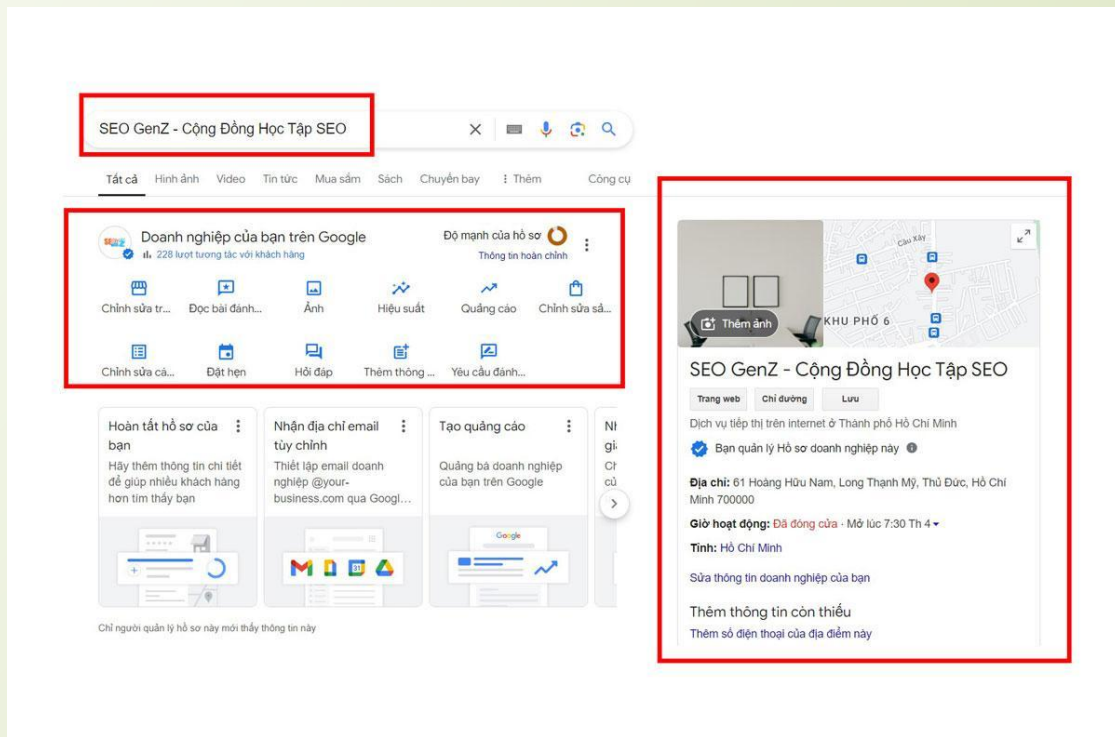 SEO GenZ - Cộng Đồng Học Tập SEO
Tất cả Hình ảnh Video Tin tức Mua sắm Sách Chuyến bay Thêm Công cụ
Doanh nghiệp của bạn trên Google
228 lượt tương tác với khách hàng
Độ mạnh của hồ sơ
Thông tin hoàn chỉnh
Chỉnh sửa tr... Đọc bài đánh... Ảnh Hiệu suất Quảng cáo Chỉnh sửa sả...
Chỉnh sửa cá... Đặt hẹn Hỏi đáp Thêm thông ... Yêu cầu đánh...
Hoàn tất hồ sơ của
bạn
Hãy thêm thông tin chi tiết
để giúp nhiều khách hàng
hơn tìm thấy bạn
Nhận địa chỉ email
tùy chỉnh
Thiết lập email doanh
nghiệp @your-
business.com qua Googl...
31
Tạo quảng cáo
Quảng bá doanh nghiệp
của bạn trên Google
Google
Chỉ người quản lý hồ sơ này mới thấy thông tin này
Cầu Xây
KHU PHỐ 6
Thêm ảnh
SEO GenZ - Cộng Đồng Học Tập SEO
Trang web Chỉ đường Lưu
Dịch vụ tiếp thị trên internet ở Thành phố Hồ Chí Minh
Bạn quản lý Hồ sơ doanh nghiệp này
Địa chỉ: 61 Hoàng Hữu Nam, Long Thạnh Mỹ, Thủ Đức, Hồ Chí
Minh 700000
Giờ hoạt động: Đã đóng cửa · Mở lúc 7:30 Th 4
Tỉnh: Hồ Chí Minh
Sửa thông tin doanh nghiệp của bạn
Thêm thông tin còn thiếu
Thêm số điện thoại của địa điểm này